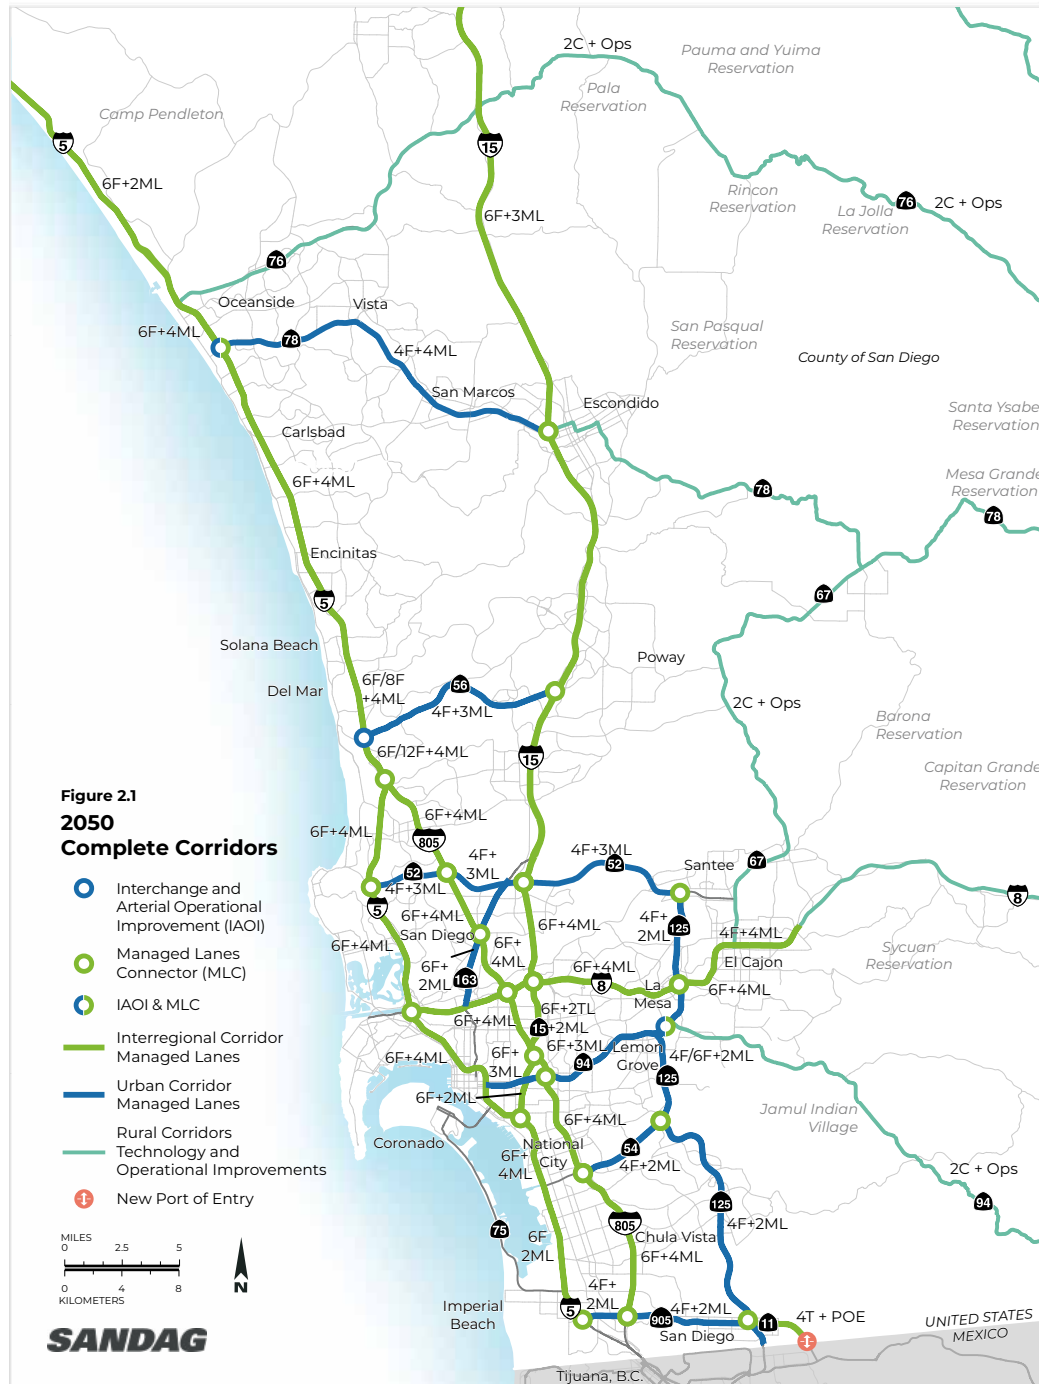 2C + Ops
Pauma and Yuima
Reservation
Pala
Reservation
Camp Pendleton
5
15
6F+2ML
Rincon
Reservation
76
2C + Ops
La Jolla
Reservation
6F+3ML
76
Oceanside
Vista
6F+4ML
78
4F+4ML
San Pasqual
Reservation
County of San Diego
San Marcos
Escondido
Santa Ysabe
Reservation
Carlsbad
6F+4ML
78
Mesa Grande
Reservation
78
Encinitas
5
67
Solana Beach
Poway
Del Mar
6F/8F
+4ML
56
4F+3ML
2C + Ops
Barona
Reservation
6F/12F+4ML
15
Capitan Grande
Reservation
Figure 2.1
2050
Complete Corridors
6F+4ML
6F+4ML
805
4F+
3ML
4F+3ML
52
Santee
67
52
4F+3ML
8
5
Interchange and
Arterial Operational
Improvement (IAOI)
6F+4ML
San Diego
6F+4ML
4F+
2ML
125
4F+4ML
6F+4ML
6F+
4ML
Sycuan
Reservation
El Cajon
Managed Lanes
Connector (MLC)
6F+
2ML
163
6F+4ML
8
La
Mesa
6F+4ML
IAOI & MLC
6F+4ML
6F+2TL
+2ML
15
Interregional Corridor
Managed Lanes
6F+4ML
6F+
3ML
6F+3ML
94
Lemon
Grove
4F/6F+2ML
125
Urban Corridor
Managed Lanes
6F+2ML
6F+4ML
Jamul Indian
Village
Rural Corridors
Technology and
Operational Improvements
Coronado
National
City
54
4F+2ML
6F+
4ML
2C + Ops
94
New Port of Entry
75
125
4F+2ML
805
Chula Vista
6F+4ML
6F
2ML
MILES
0 2.5 5
0 4 8
KILOMETERS
N
4F+
2ML
Imperial
Beach
5
905
4F+2ML
San Diego
11
4T + POE
UNITED STATES
MEXICO
SANDAG
Tijuana, B.C.